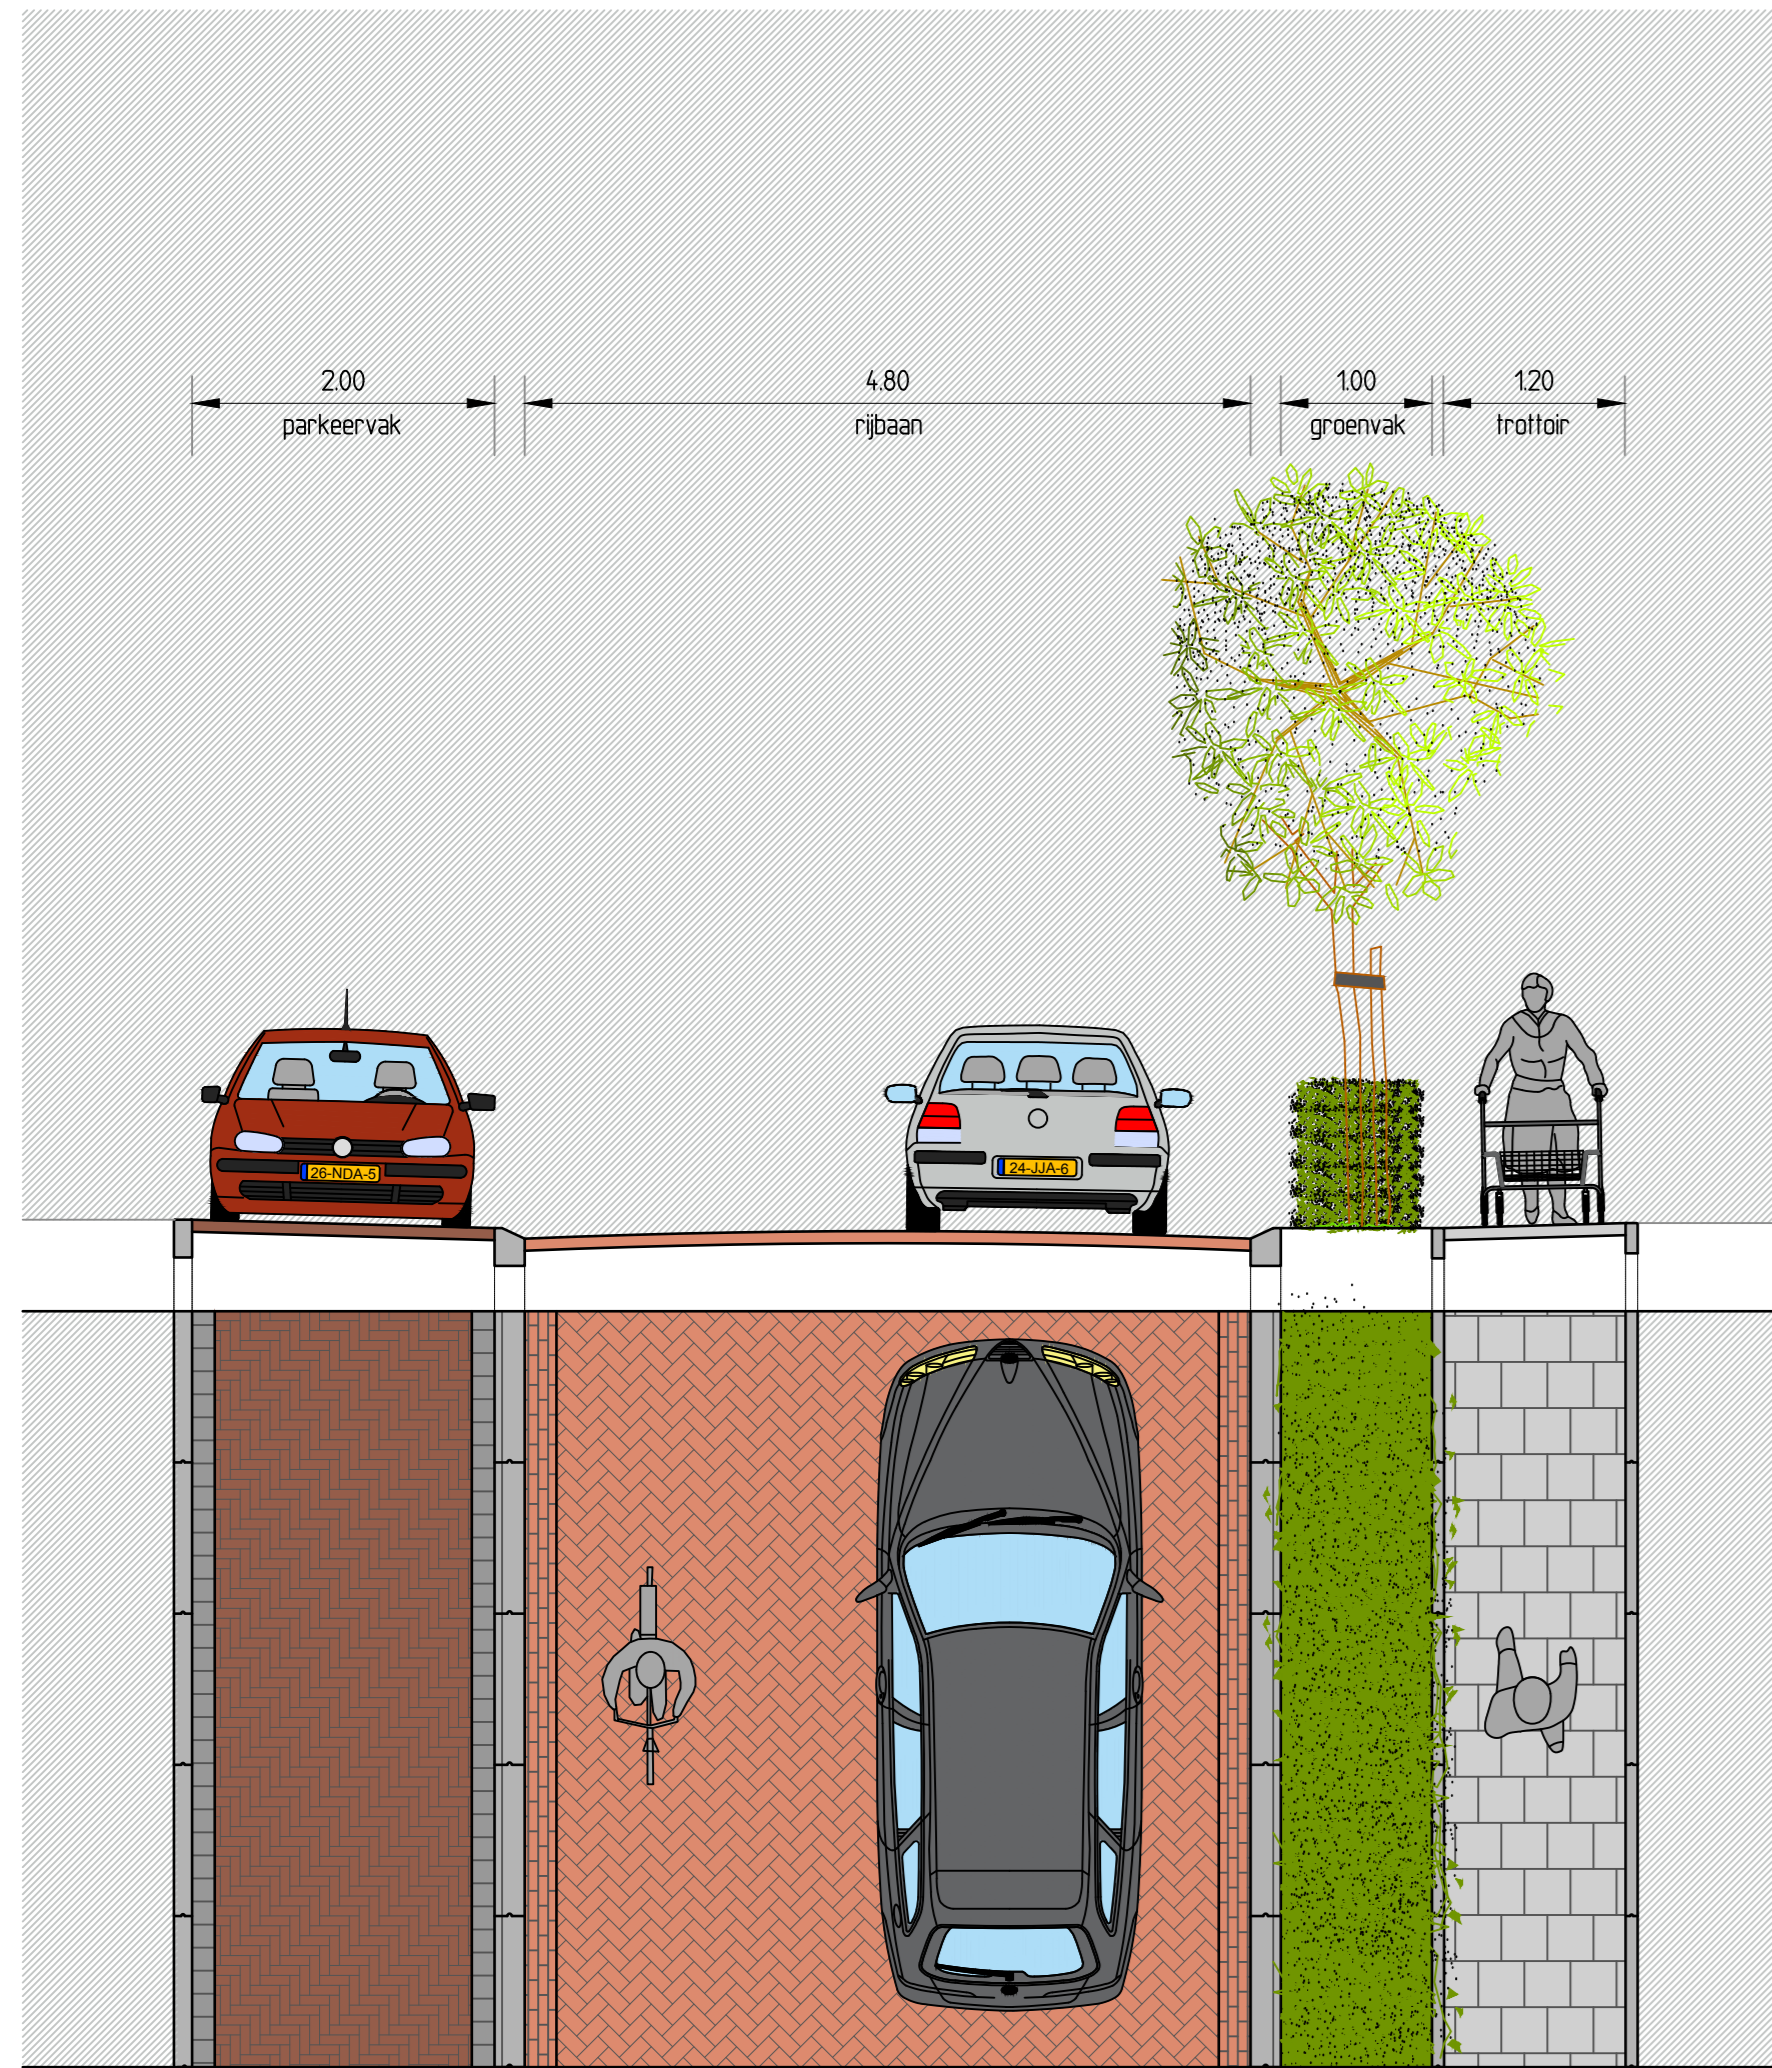 2.00 4.80 1.00 1.20
parkeervak rijbaan groenvak trottoir
26-NDA-5 24-JJA-6